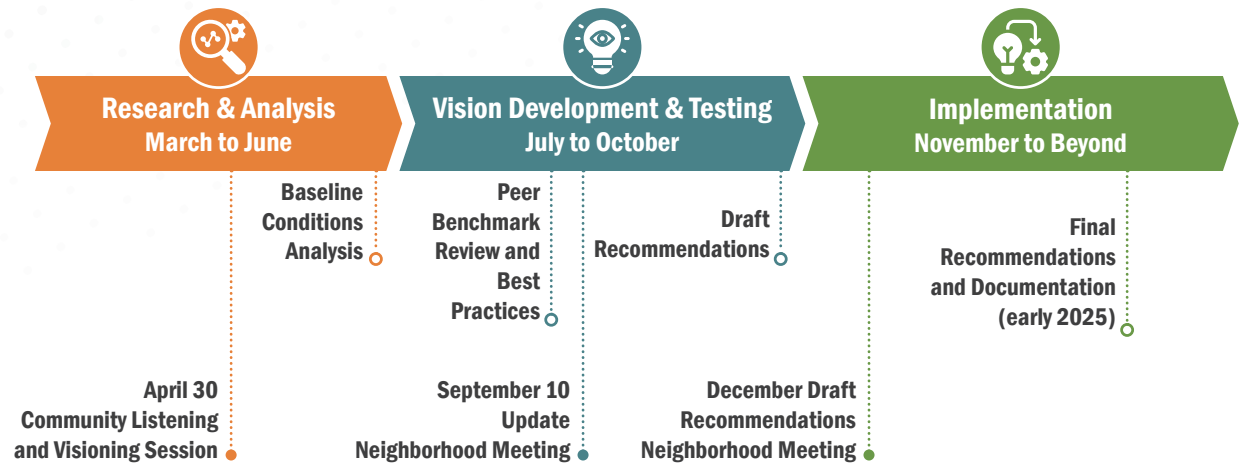 Research & Analysis
March to June
Vision Development & Testing
July to October
Implementation
November to Beyond
Baseline
Conditions
Analysis
Peer
Benchmark
Review and
Best
Practices
Draft
Recommendations
Final
Recommendations
and Documentation
(early 2025)
April 30
Community Listening
and Visioning Session
September 10
Update
Neighborhood Meeting
December Draft
Recommendations
Neighborhood Meeting